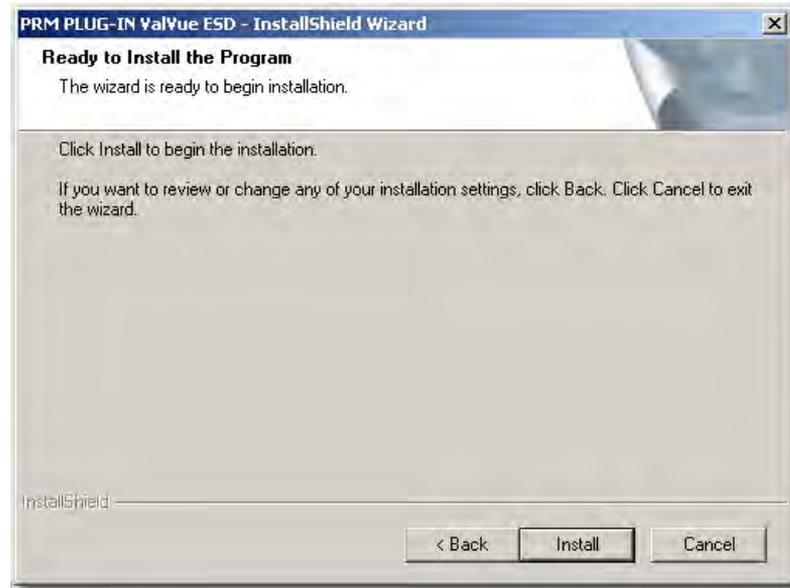 PRM PLUG-IN ValVue ESD - InstallShield Wizard
Ready to Install the Program
The wizard is ready to begin installation.
Click Install to begin the installation.
If you want to review or change any of your installation settings, click Back. Click Cancel to exit
the wizard.
InstallShield
< Back
Install
Cancel